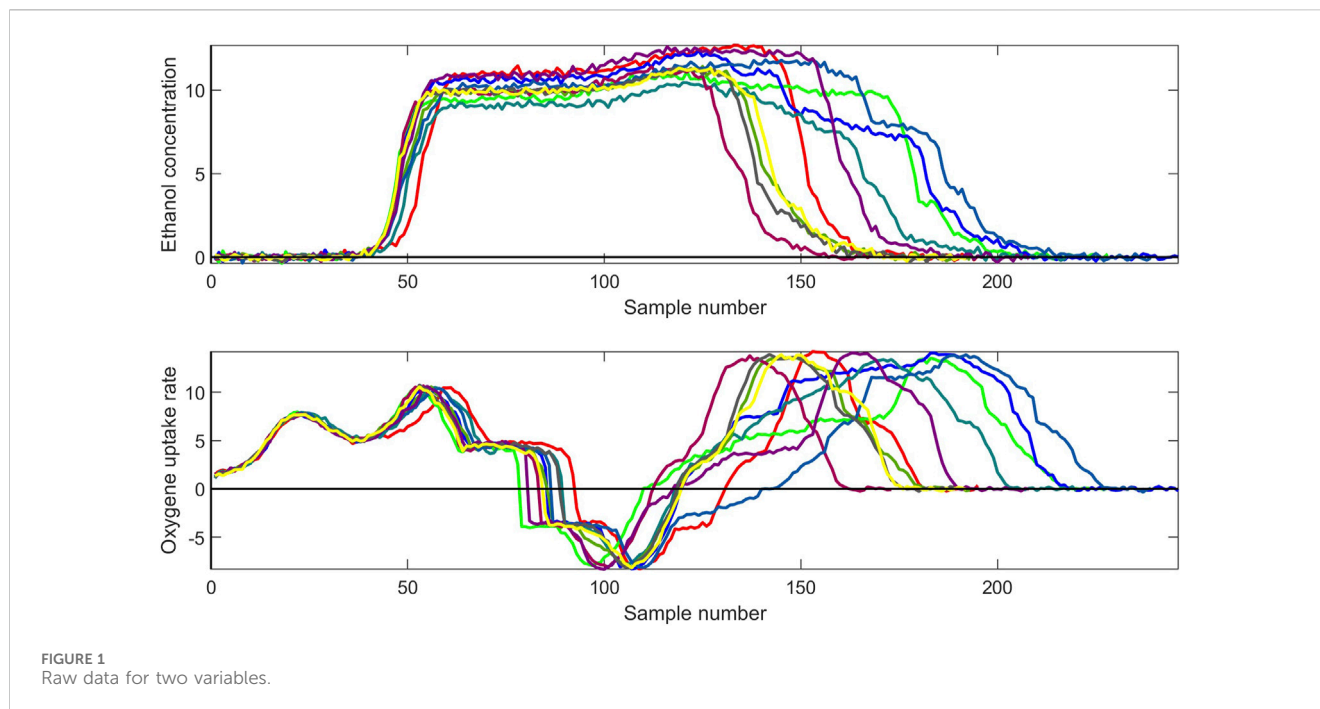 Ethanol concentration
10
5
0
0
50
100
150
200
Sample number
Oxygene uptake rate
10
5
0
-5
0
50
100
150
200
Sample number
FIGURE 1
Raw data for two variables.